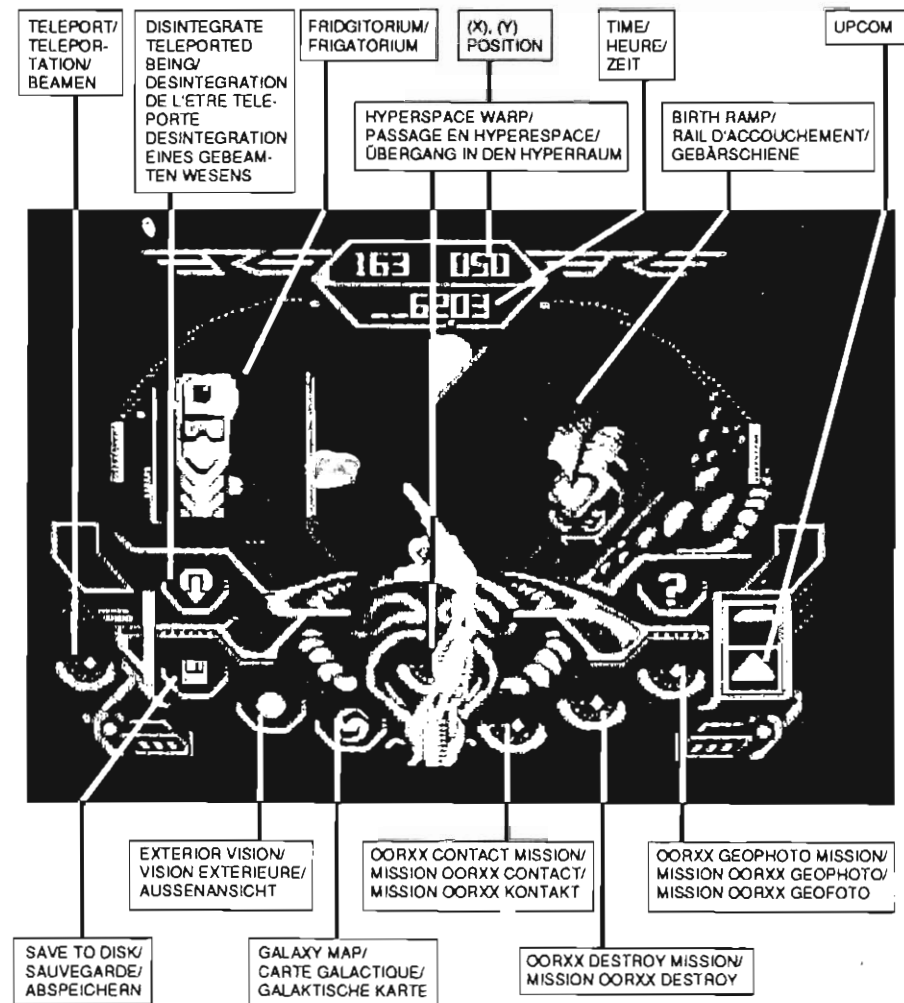 TELEPORT/
TELEPOR-
TATION/
BEAMEN
DISINTEGRATE
TELEPORTED
BEING/
DESINTEGRATION
DE L'ETRE TELE-
PORTE
DESINTEGRATION
EINES GEBEAM-
TEN WESENS
FRIDGITORIUM/
FRIGATORIUM
(X), (Y)
POSITION
TIME/
HEURE/
ZEIT
UPCOM
HYPERSPACE WARP/
PASSAGE EN HYPERESPACE/
ÜBERGANG IN DEN HYPERRAUM
BIRTH RAMP/
RAIL D'ACCOUCHEMENT/
GEBÄRSCHIENE
163 050
__6203
?
EXTERIOR VISION/
VISION EXTERIEURE/
AUSSENANSICHT
OORXX CONTACT MISSION/
MISSION OORXX CONTACT/
MISSION OORXX KONTAKT
OORXX GEOPHOTO MISSION/
MISSION OORXX GEOPHOTO/
MISSION OORXX GEOFOTO
SAVE TO DISK/
SAUVEGARDE/
ABSPEICHERN
GALAXY MAP/
CARTE GALACTIQUE/
GALAKTISCHE KARTE
OORXX DESTROY MISSION/
MISSION OORXX DESTROY